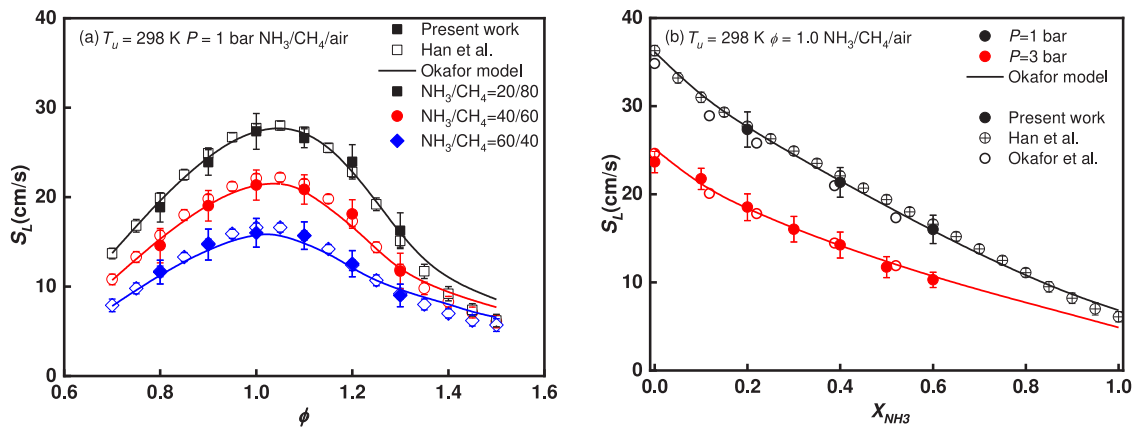 (a) Tᵤ = 298 K P = 1 bar NH₃/CH₄/air
Present work
Han et al.
Okafor model
NH₃/CH₄=20/80
NH₃/CH₄=40/60
NH₃/CH₄=60/40
40
30
20
10
0
S_L(cm/s)
0.6
0.8
1.0
1.2
1.4
1.6
ϕ
(b) Tᵤ = 298 K ϕ = 1.0 NH₃/CH₄/air
P=1 bar
P=3 bar
Okafor model
Present work
Han et al.
Okafor et al.
40
30
20
10
0
S_L(cm/s)
0.0
0.2
0.4
0.6
0.8
1.0
X_NH3